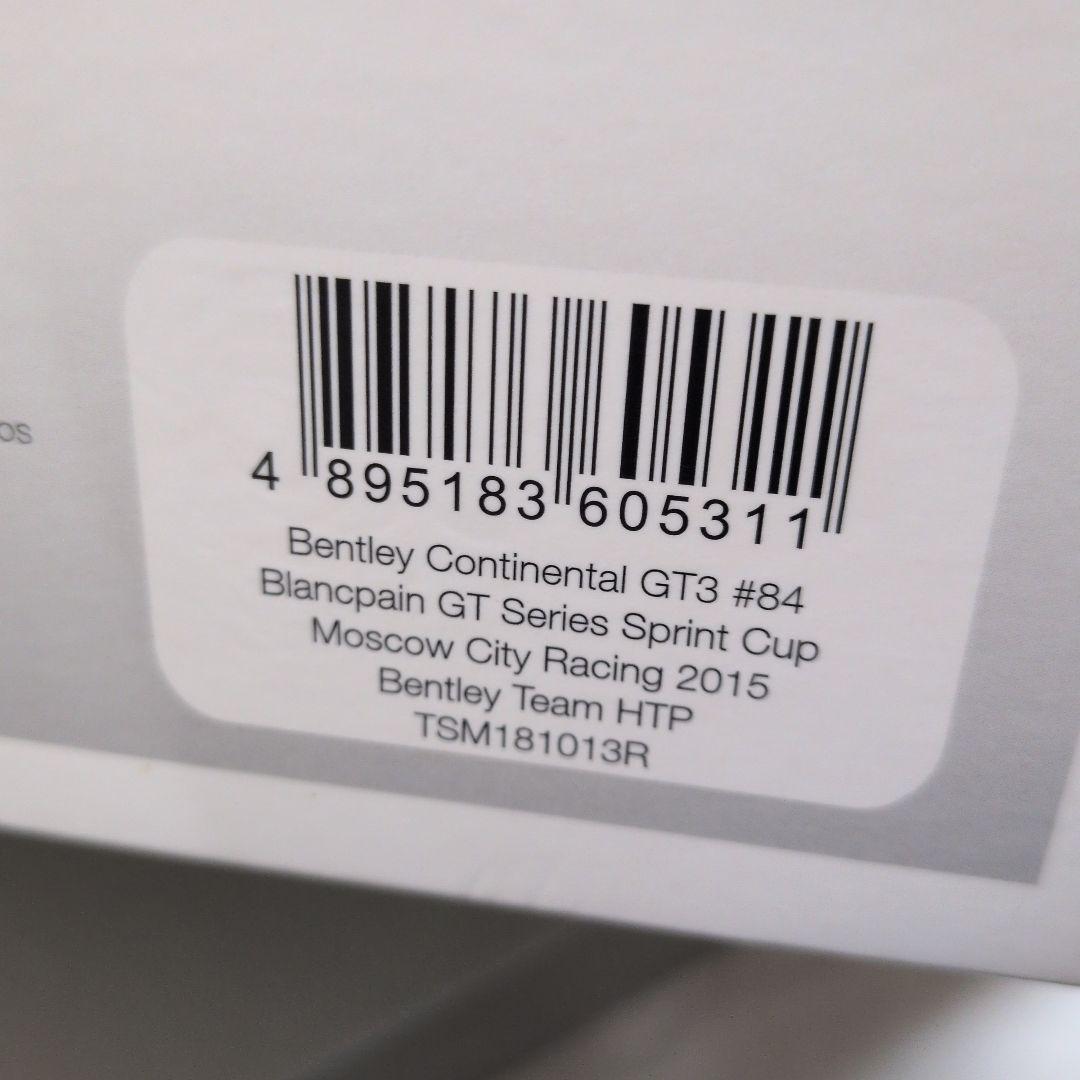 os
4 895183 605311
Bentley Continental GT3 #84
Blancpain GT Series Sprint Cup
Moscow City Racing 2015
Bentley Team HTP
TSM181013R